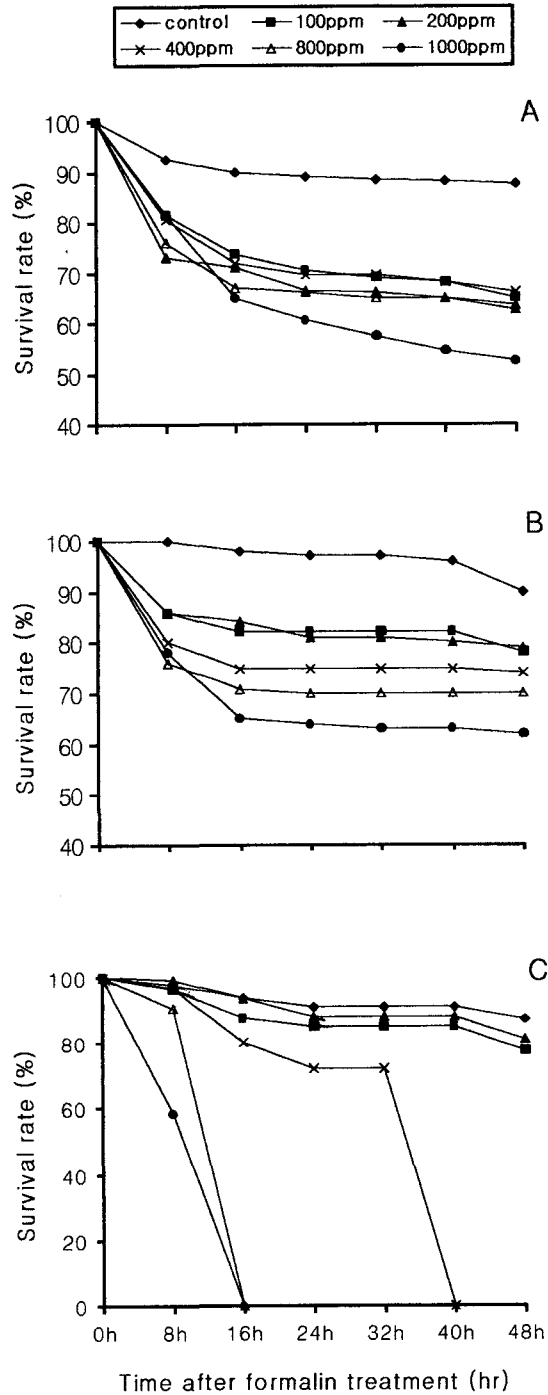 control 100ppm 200ppm
400ppm 800ppm 1000ppm
A
100
90
80
70
60
50
40
Survival rate (%)
B
100
90
80
70
60
50
40
Survival rate (%)
C
100
80
60
40
20
0
Survival rate (%)
0h 8h 16h 24h 32h 40h 48h
Time after formalin treatment (hr)